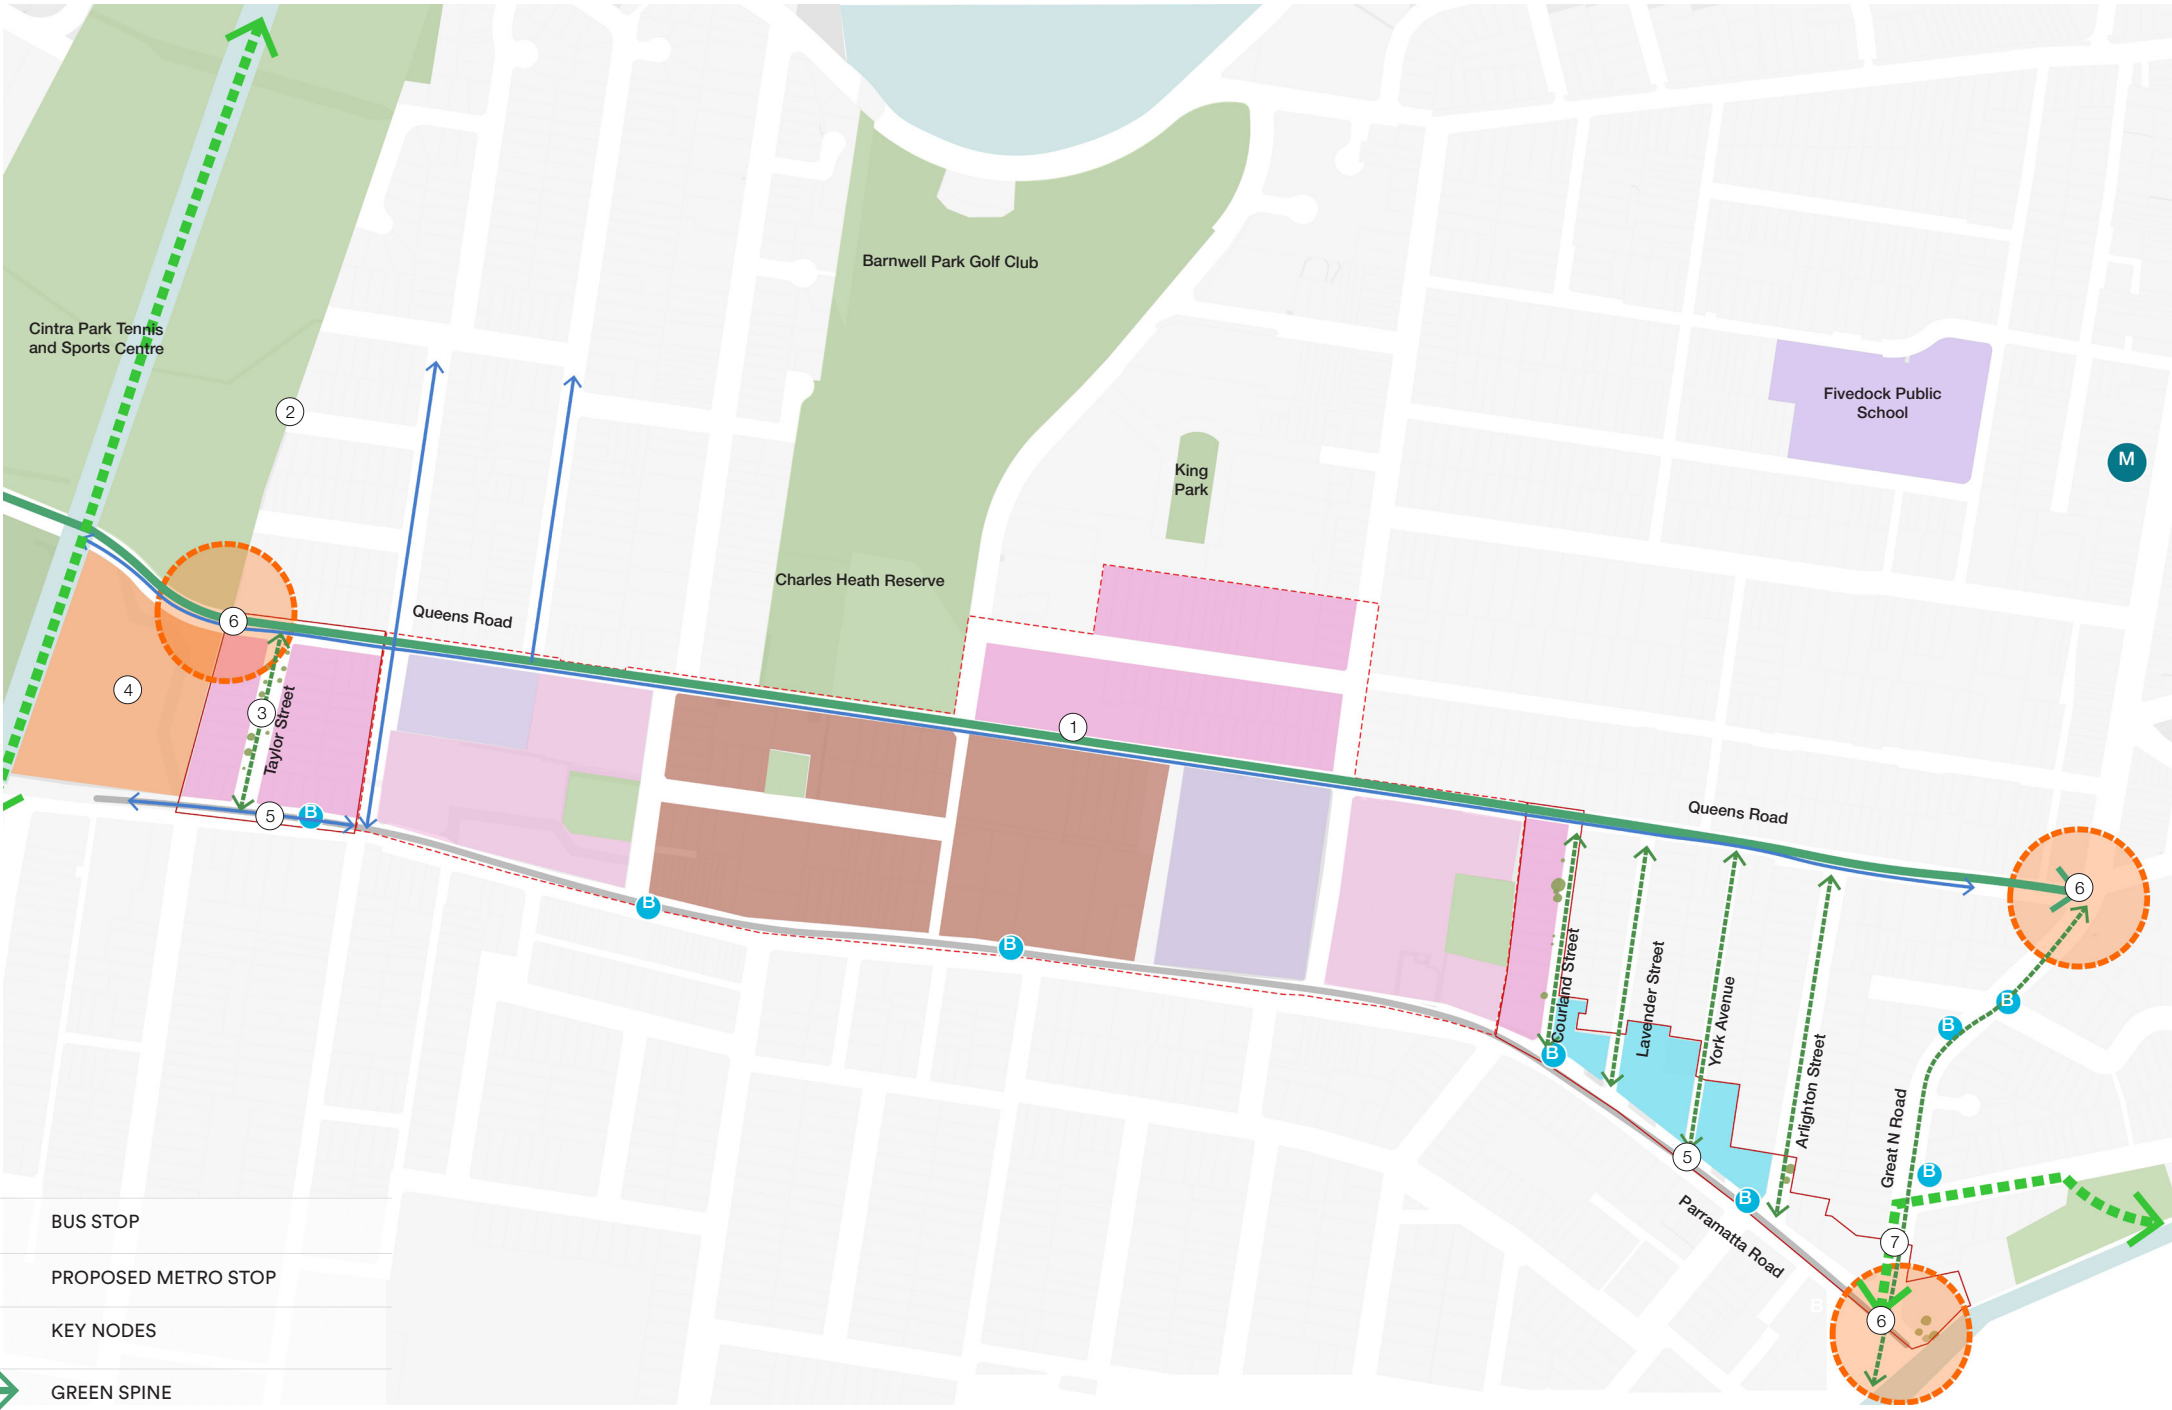 Barnwell Park Golf Club
Cintra Park Tennis
and Sports Centre
Fivedock Public
School
2
M
King
Park
Charles Heath Reserve
Queens Road
6
4
3
Taylor Street
1
5
B
Queens Road
6
B
B
Courland Street
Lavender Street
York Avenue
Arlighton Street
B
B
B
Great N Road
5
B
B
Parramatta Road
7
B
6
BUS STOP
PROPOSED METRO STOP
KEY NODES
GREEN SPINE